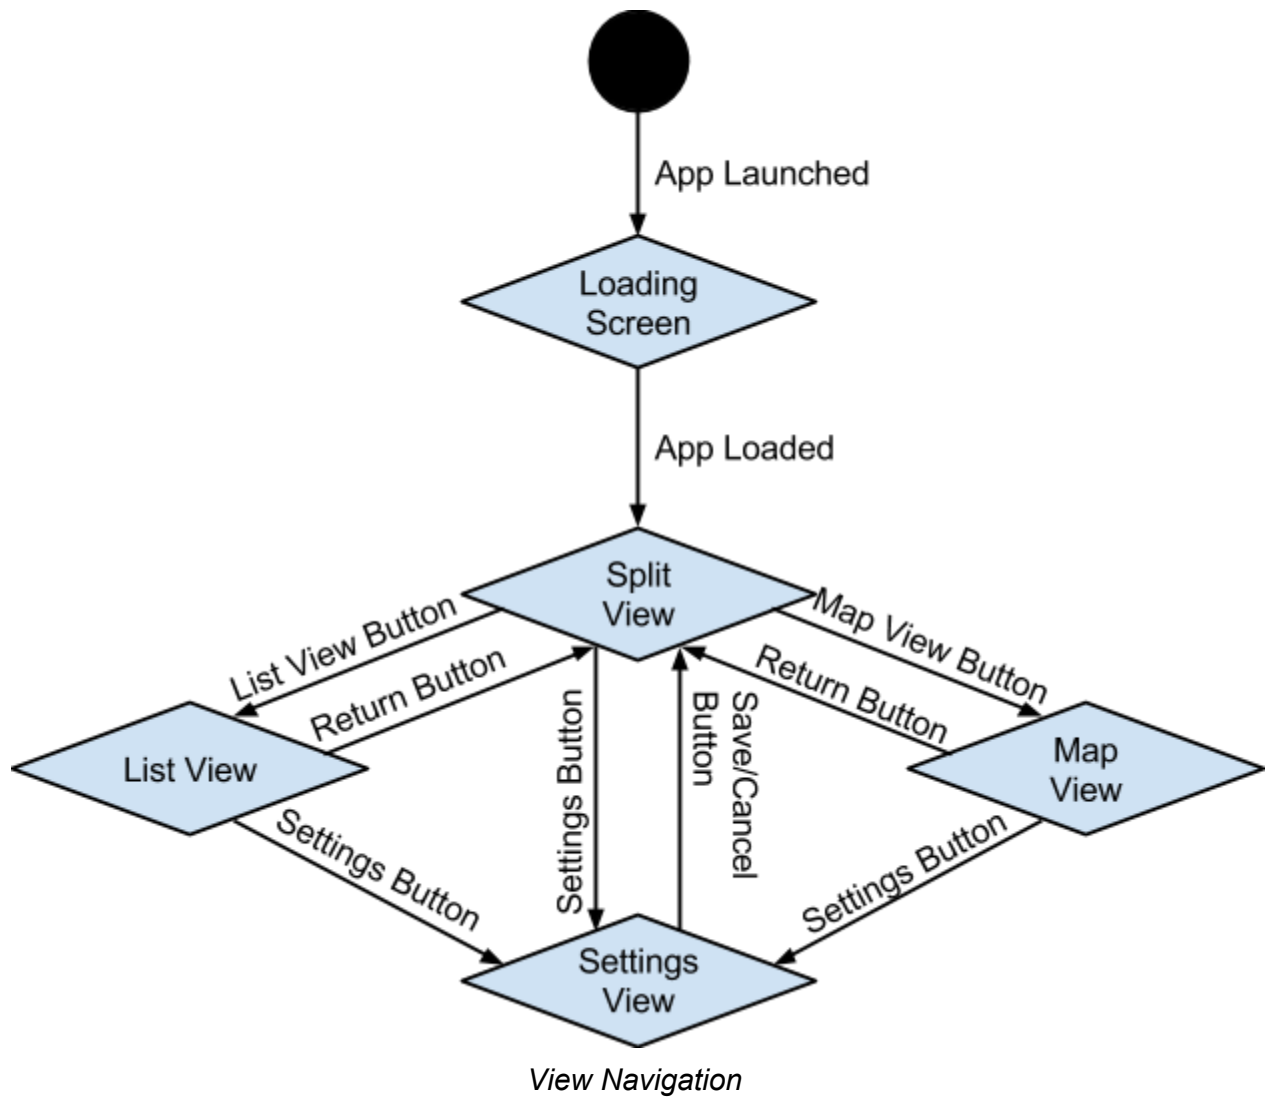 App Launched
Loading
Screen
App Loaded
Split
View
List View Button
Return Button
Map View Button
Return Button
Settings Button
Save/Cancel
Button
List View
Map
View
Settings Button
Settings Button
Settings
View
View Navigation